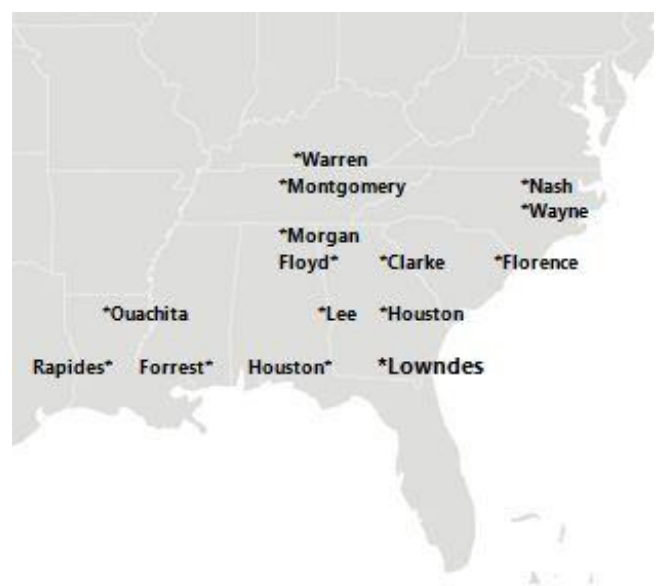 *Warren
*Montgomery
*Nash
*Wayne
*Morgan
Floyd*
*Clarke
*Florence
*Ouachita
*Lee
*Houston
Rapides*
Forrest*
Houston*
*Lowndes